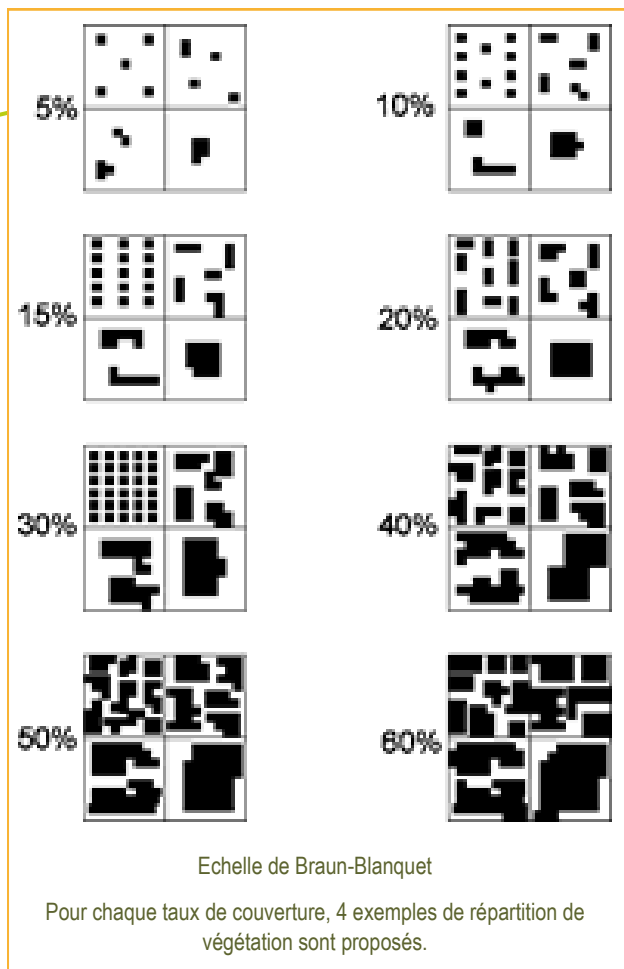 5% 10%
15% 20%
30% 40%
50% 60%
Echelle de Braun-Blanquet
Pour chaque taux de couverture, 4 exemples de répartition de
végétation sont proposés.